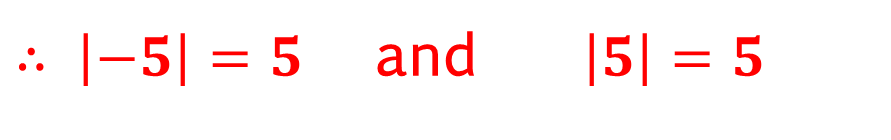 ∴ |−5| = 5 and |5| = 5